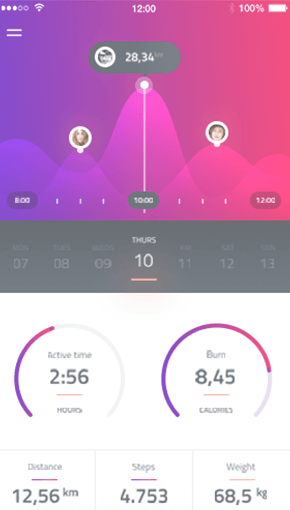 12:00 100%
28,34 km
8:00 10:00 12:00
MON TUES WEDNS THURS FRI SAT SUN
07 08 09 10 11 12 13
Active time Burn
2:56 8,45
HOURS CALORIES
Distance Steps Weight
12,56 km 4.753 68,5 kg